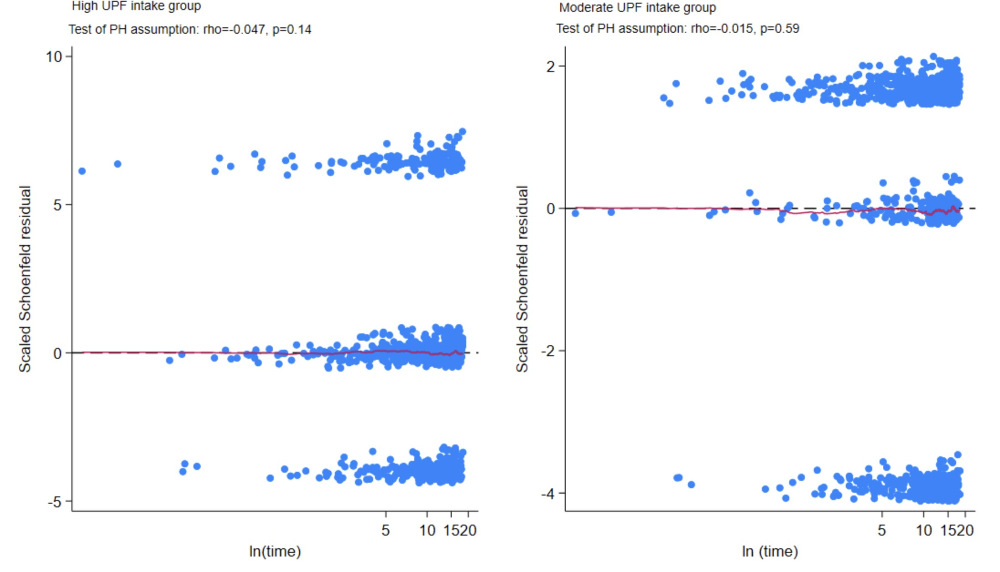 High UPF intake group
Test of PH assumption: rho=-0.047, p=0.14
10
5
0
-5
Scaled Schoenfeld residual
5 10 1520
ln(time)
Moderate UPF intake group
Test of PH assumption: rho=-0.015, p=0.59
2
0
-2
-4
Scaled Schoenfeld residual
5 10 1520
ln (time)